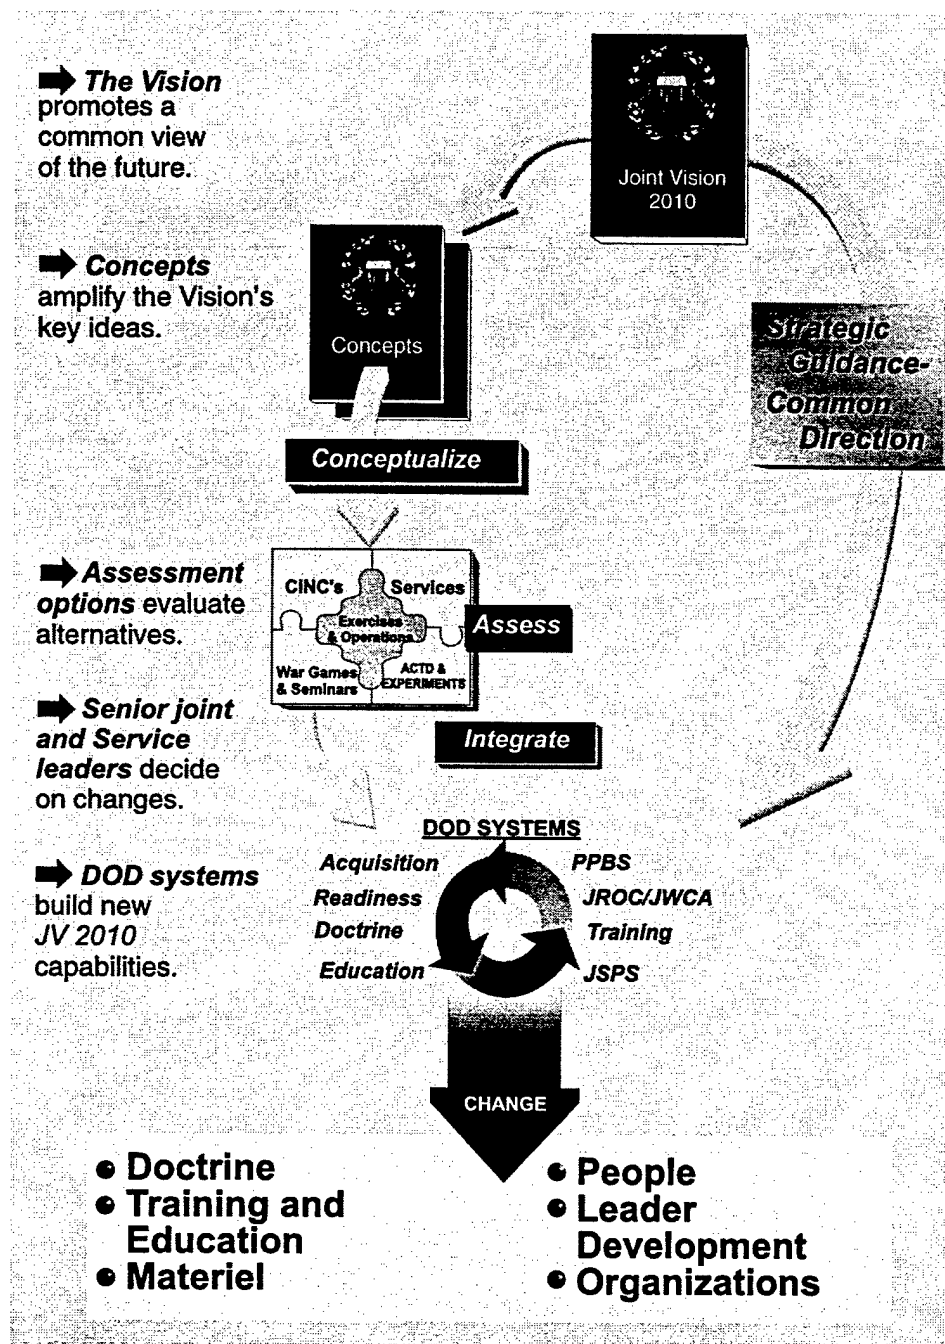 The Vision
promotes a
common view
of the future.
Joint Vision
2010
Concepts
amplify the Vision's
key ideas.
Concepts
Strategic
Guidance-
Common
Direction
Conceptualize
Assessment
options evaluate
alternatives.
CINC's
Services
Exercises
& Operations
War Games
& Seminars
ACTD &
EXPERIMENTS
Assess
Senior joint
and Service
leaders decide
on changes.
Integrate
DOD systems
build new
JV 2010
capabilities.
DOD SYSTEMS
Acquisition
Readiness
Doctrine
Education
PPBS
JROC/JWCA
Training
JSPS
CHANGE
Doctrine
Training and
Education
Materiel
People
Leader
Development
Organizations